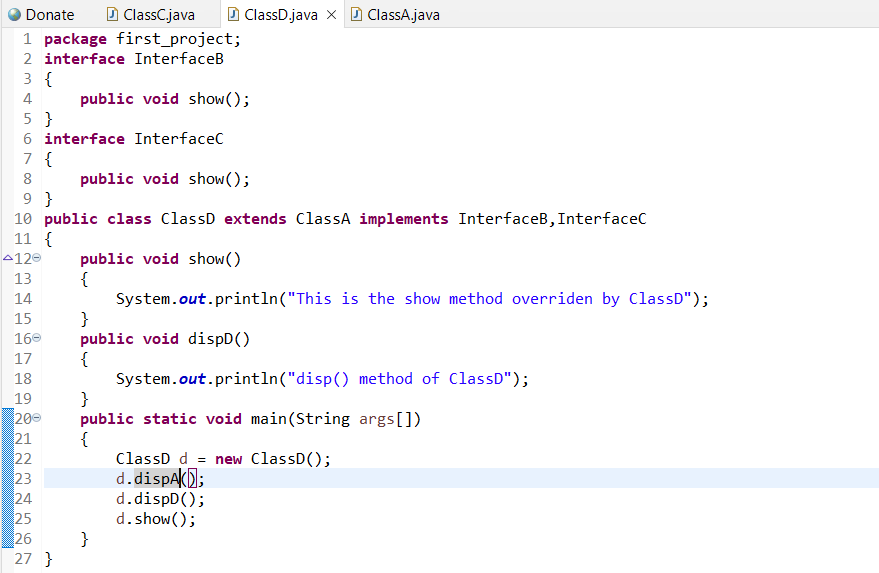 Donate ClassC.java ClassD.java ClassA.java
1 package first_project;
2 interface InterfaceB
3 {
4     public void show();
5 }
6 interface InterfaceC
7 {
8     public void show();
9 }
10 public class ClassD extends ClassA implements InterfaceB,InterfaceC
11 {
12     public void show()
13     {
14         System.out.println("This is the show method overriden by ClassD");
15     }
16     public void dispD()
17     {
18         System.out.println("disp() method of ClassD");
19     }
20     public static void main(String args[])
21     {
22         ClassD d = new ClassD();
23         d.dispA();
24         d.dispD();
25         d.show();
26     }
27 }